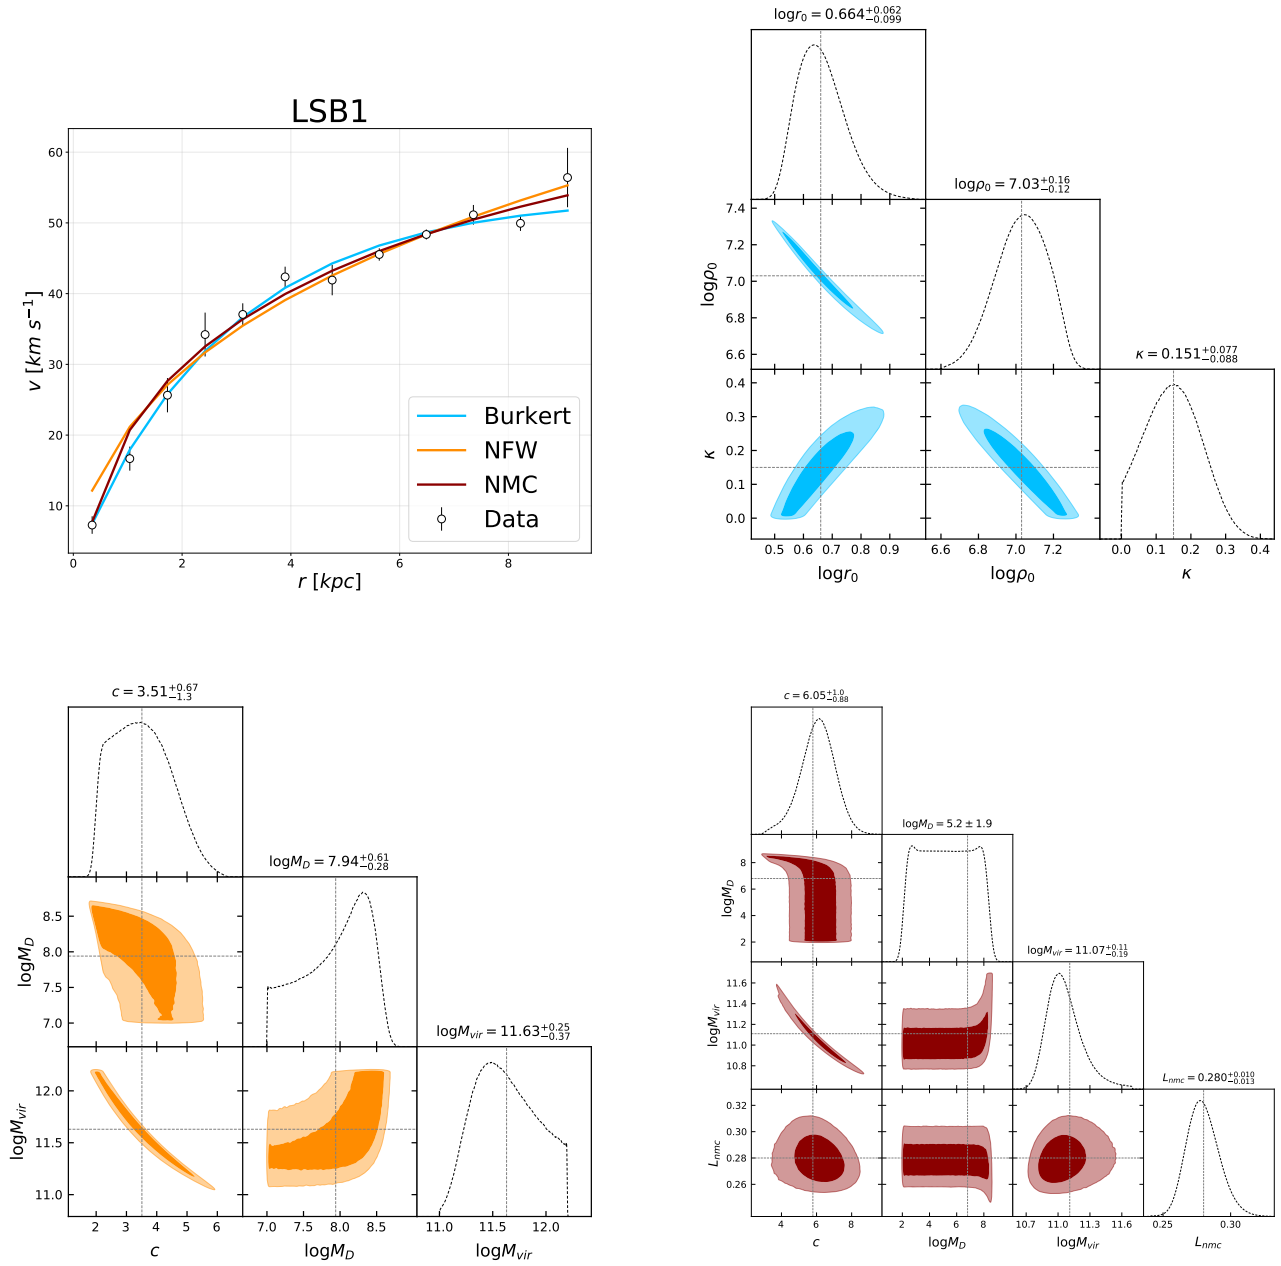 LSB1
60
50
40
30
20
10
v [km s⁻¹]
Burkert
NFW
NMC
Data
0 2 4 6 8
r [kpc]
logr₀ = 0.664 +0.062 −0.099
logρ₀ = 7.03 +0.16 −0.12
7.4
7.2
7.0
6.8
6.6
logρ₀
κ = 0.151 +0.077 −0.088
0.4
0.3
0.2
0.1
0.0
κ
0.5 0.6 0.7 0.8 0.9
6.6 7.0 7.2
0.0 0.1 0.2 0.3 0.4
logr₀
logρ₀
κ
c = 3.51 +0.67 −1.3
logM_D = 7.94 +0.61 −0.28
8.5
8.0
7.5
7.0
logM_D
logM_vir = 11.63 +0.25 −0.37
12.0
11.5
11.0
logM_vir
2 3 4 5 6
7.0 7.5 8.0 8.5
11.0 11.5 12.0
c
logM_D
logM_vir
c = 6.05 +1.0 −0.88
logM_D = 5.2 ± 1.9
8
6
4
2
logM_D
logM_vir = 11.07 +0.11 −0.19
11.6
11.4
11.2
11.0
10.8
logM_vir
L_nmc = 0.280 +0.010 −0.013
0.32
0.30
0.28
0.26
L_nmc
4 6 8
2 4 6 8
10.7 11.0 11.3 11.6
0.25 0.30
c
logM_D
logM_vir
L_nmc